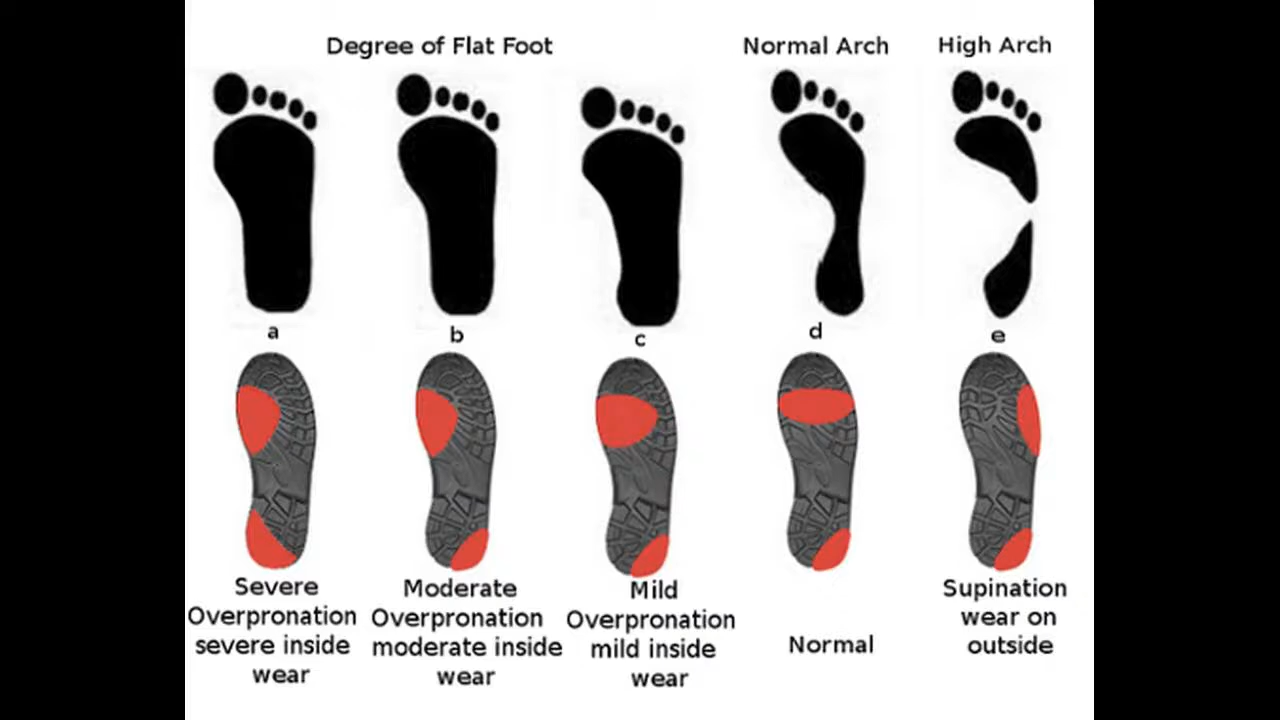 Degree of Flat Foot
Normal Arch
High Arch
a
b
c
d
e
Severe
Overpronation
severe inside
wear
Moderate
Overpronation
moderate inside
wear
Mild
Overpronation
mild inside
wear
Normal
Supination
wear on
outside